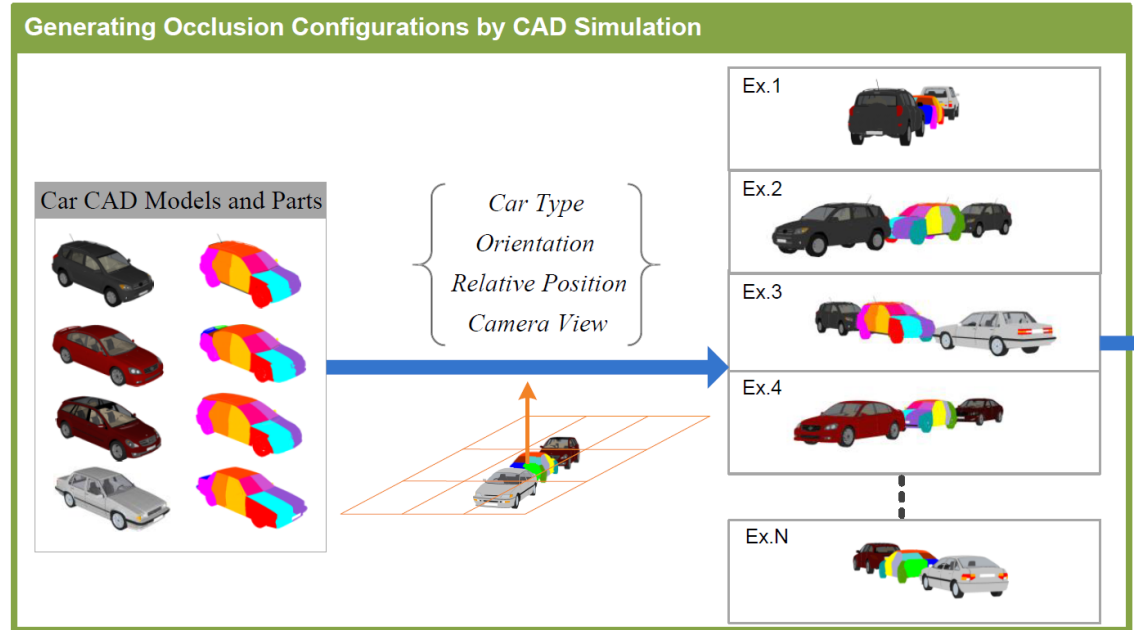 Generating Occlusion Configurations by CAD Simulation
Car CAD Models and Parts
Car Type
Orientation
Relative Position
Camera View
Ex.1
Ex.2
Ex.3
Ex.4
Ex.N